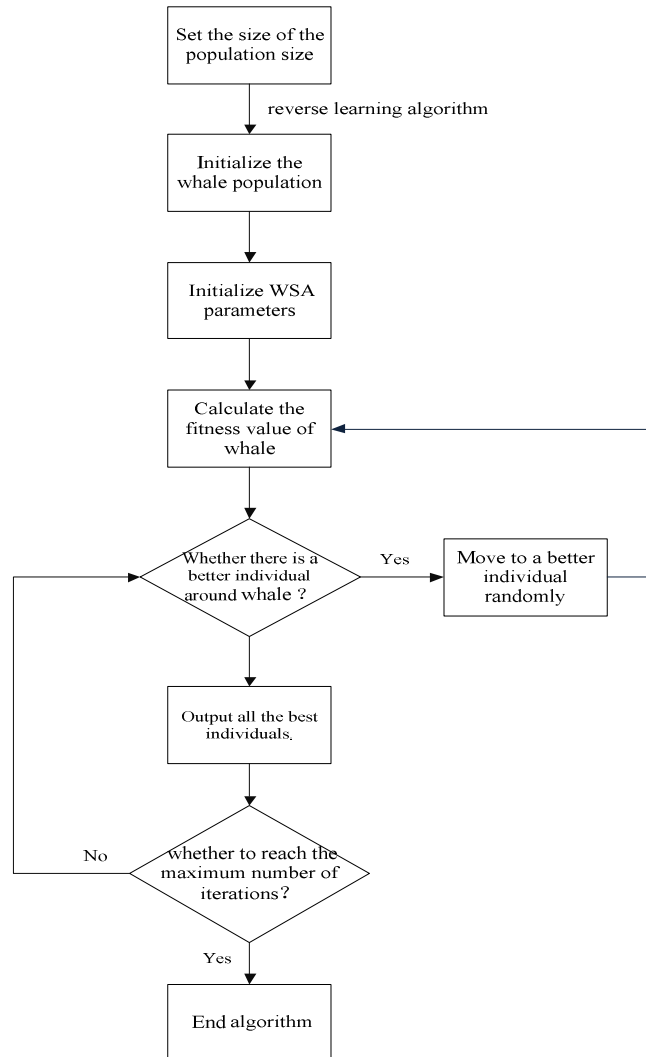 Set the size of the
population size
reverse learning algorithm
Initialize the
whale population
Initialize WSA
parameters
Calculate the
fitness value of
whale
Whether there is a
better individual
around whale ?
Yes
Move to a better
individual
randomly
Output all the best
individuals.
No
whether to reach the
maximum number of
iterations?
Yes
End algorithm